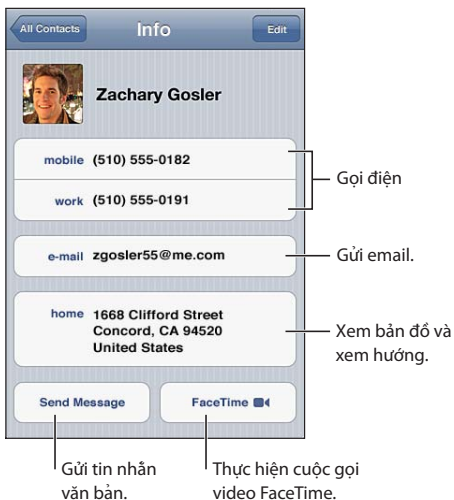 All Contacts Info Edit
Zachary Gosler
mobile (510) 555-0182
work (510) 555-0191
Gọi điện
e-mail zgosler55@me.com
Gửi email.
home 1668 Clifford Street
Concord, CA 94520
United States
Xem bản đồ và
xem hướng.
Send Message FaceTime
Gửi tin nhắn
văn bản.
Thực hiện cuộc gọi
video FaceTime.